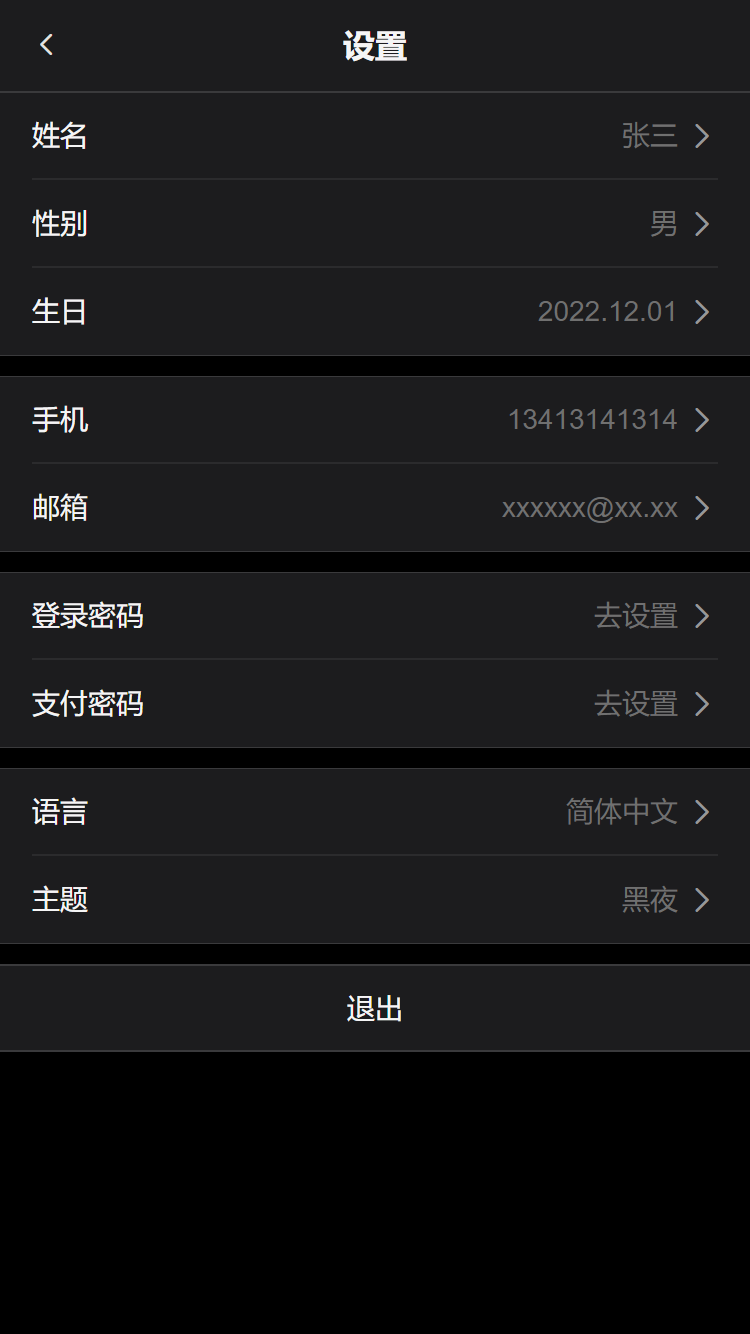 设置
姓名 张三
性别 男
生日 2022.12.01
手机 13413141314
邮箱 xxxxxx@xx.xx
登录密码 去设置
支付密码 去设置
语言 简体中文
主题 黑夜
退出